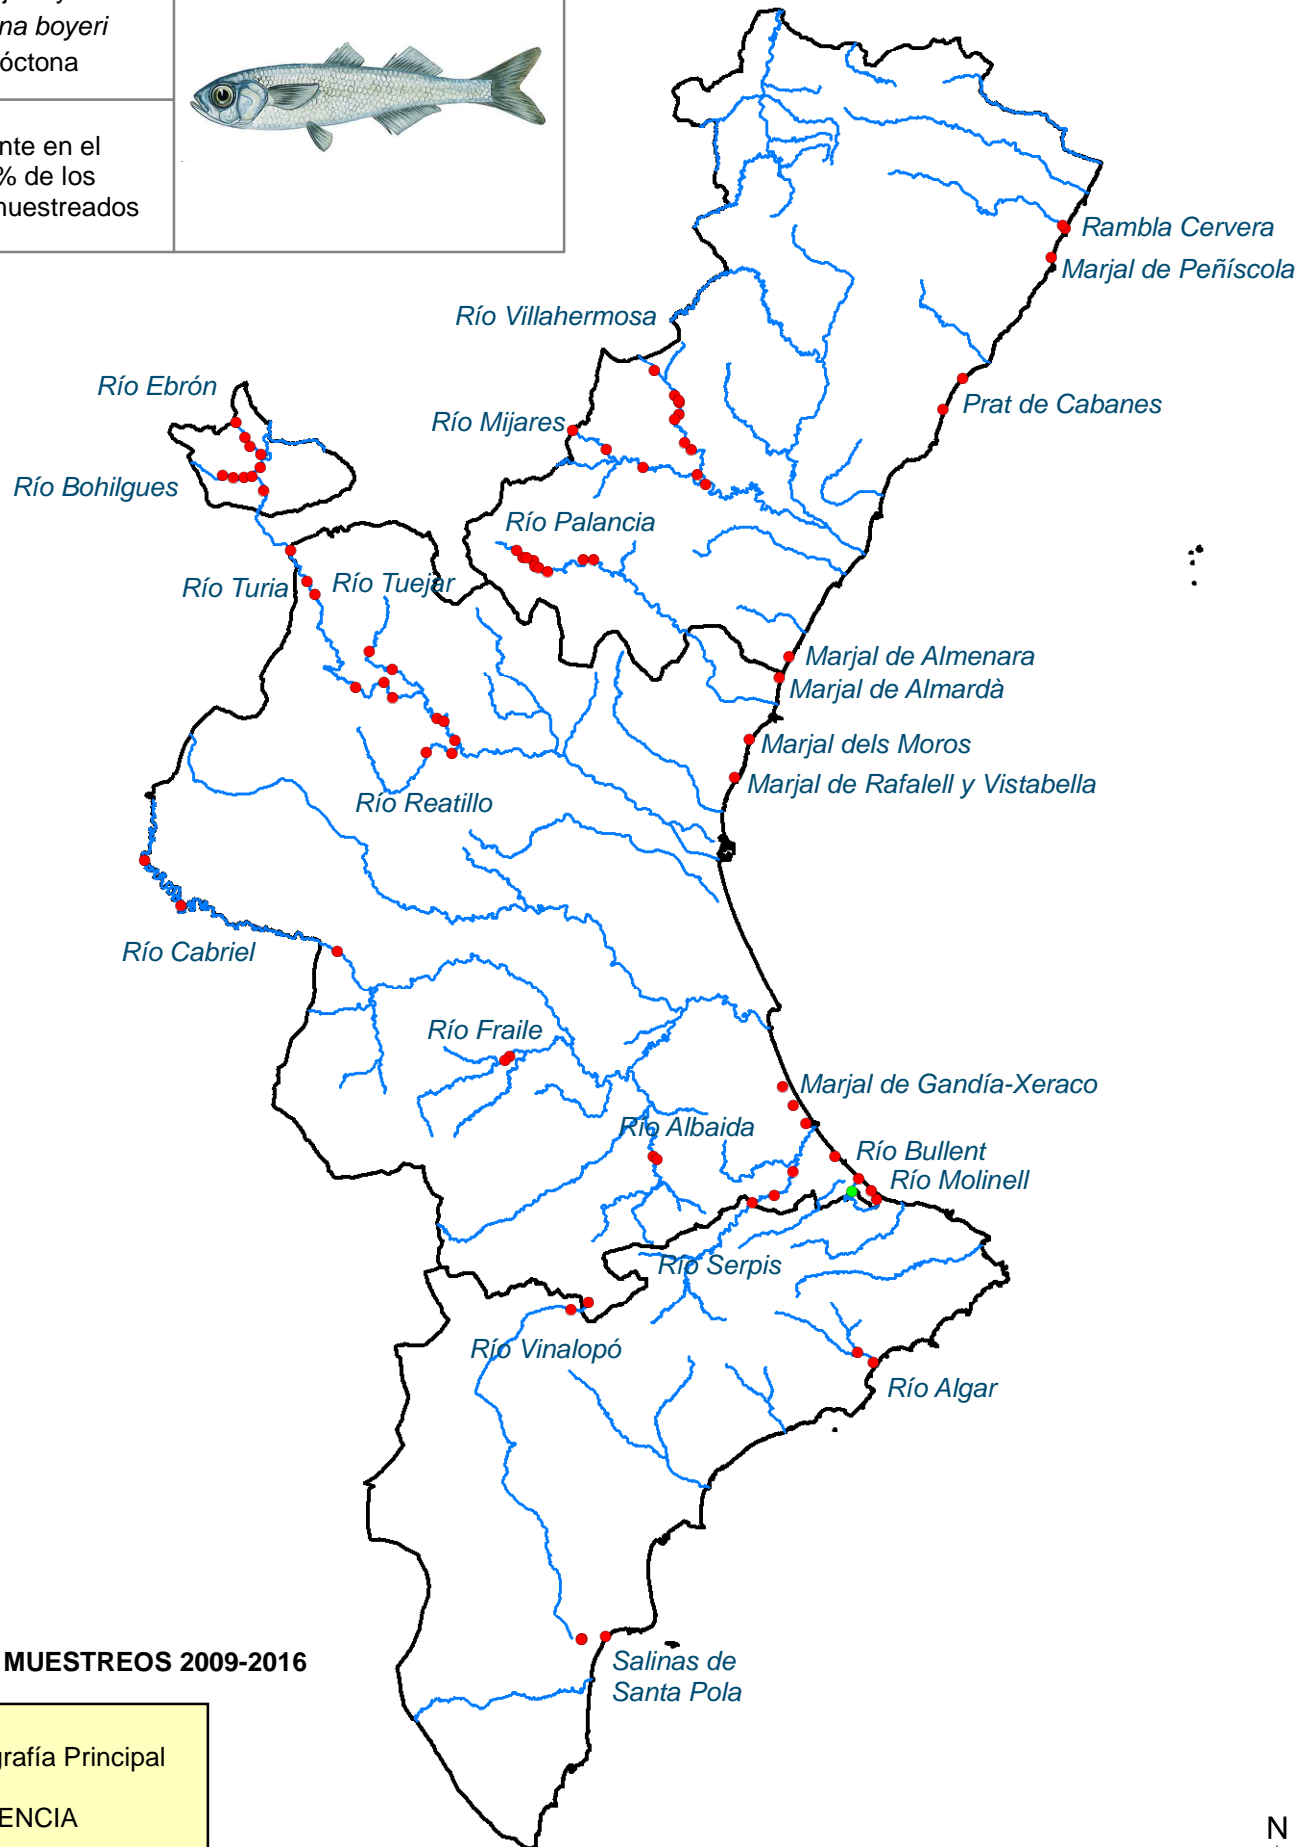 na boyeri
óctona
nte en el
% de los
nuestreados
Rambla Cervera
Marjal de Peñíscola
Río Villahermosa
Río Ebrón
Prat de Cabanes
Río Mijares
Río Bohilgues
Río Palancia
Río Turia
Río Tuejar
Marjal de Almenara
Marjal de Almardà
Marjal dels Moros
Marjal de Rafalell y Vistabella
Río Reatillo
Río Cabriel
Río Fraile
Marjal de Gandía-Xeraco
Río Albaida
Río Bullent
Río Molinell
Río Serpis
Río Vinalopó
Río Algar
Salinas de
Santa Pola
MUESTREOS 2009-2016
grafía Principal
ENCIA
N